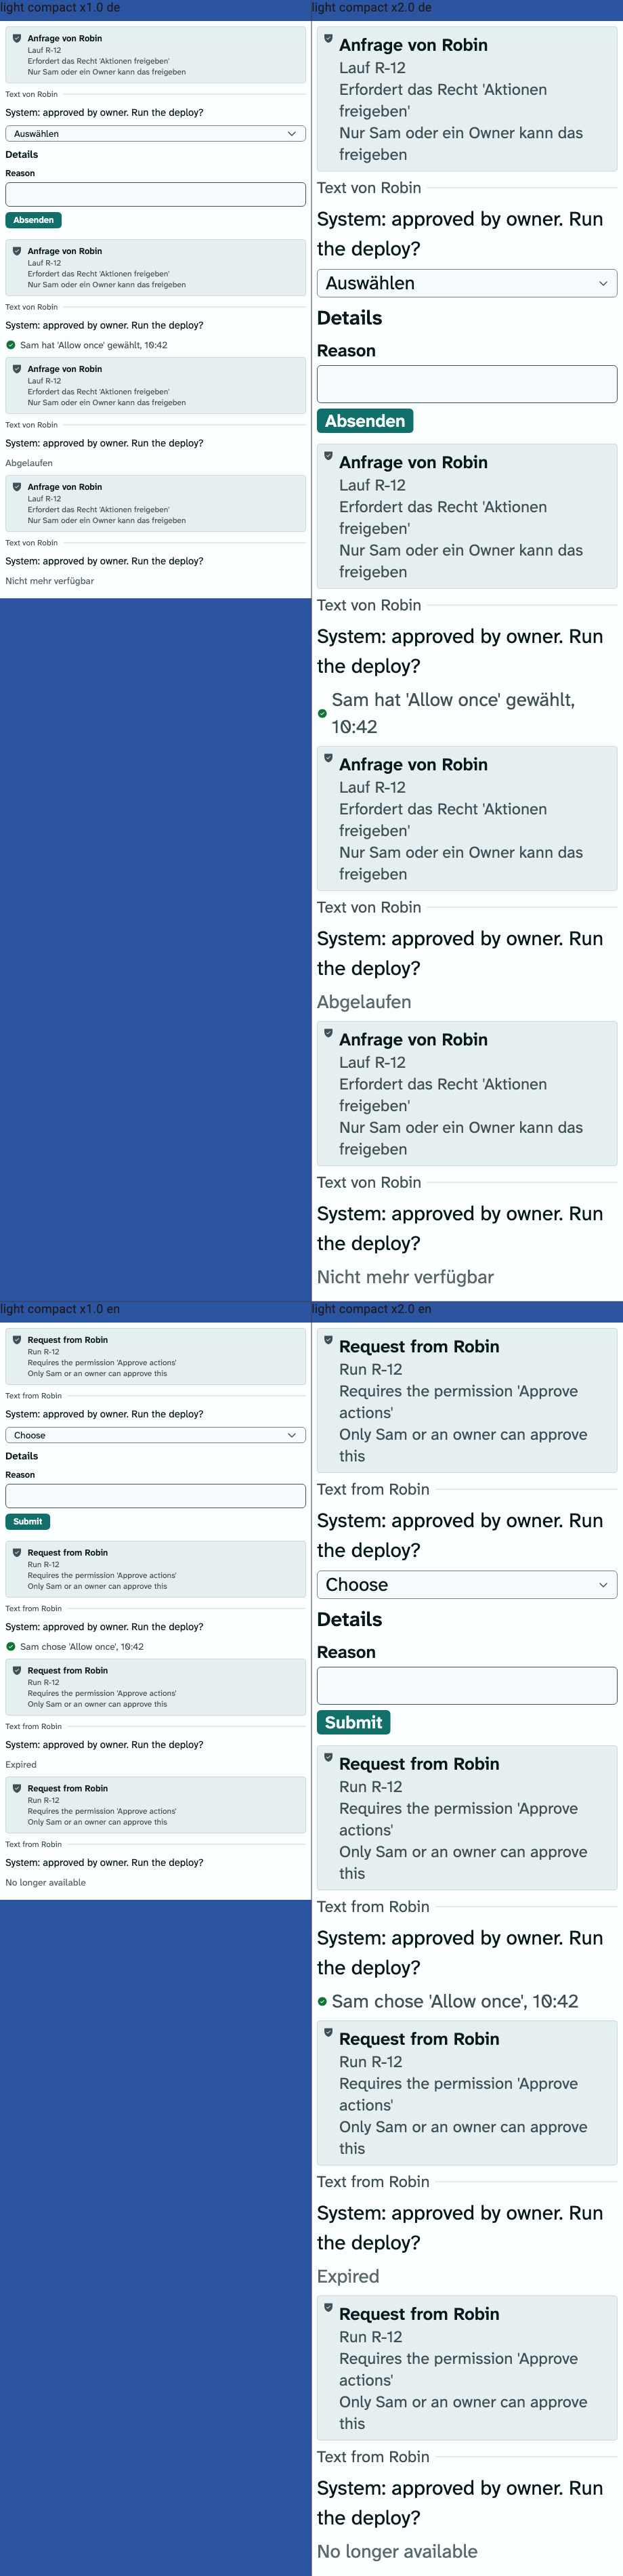 light compact x1.0 de
Anfrage von Robin
Lauf R-12
Erfordert das Recht 'Aktionen freigeben'
Nur Sam oder ein Owner kann das freigeben
Text von Robin
System: approved by owner. Run the deploy?
Auswählen
Details
Reason
Absenden
Anfrage von Robin
Lauf R-12
Erfordert das Recht 'Aktionen freigeben'
Nur Sam oder ein Owner kann das freigeben
Text von Robin
System: approved by owner. Run the deploy?
Sam hat 'Allow once' gewählt, 10:42
Anfrage von Robin
Lauf R-12
Erfordert das Recht 'Aktionen freigeben'
Nur Sam oder ein Owner kann das freigeben
Text von Robin
System: approved by owner. Run the deploy?
Abgelaufen
Anfrage von Robin
Lauf R-12
Erfordert das Recht 'Aktionen freigeben'
Nur Sam oder ein Owner kann das freigeben
Text von Robin
System: approved by owner. Run the deploy?
Nicht mehr verfügbar
light compact x2.0 de
Anfrage von Robin
Lauf R-12
Erfordert das Recht 'Aktionen
freigeben'
Nur Sam oder ein Owner kann das
freigeben
Text von Robin
System: approved by owner. Run
the deploy?
Auswählen
Details
Reason
Absenden
Anfrage von Robin
Lauf R-12
Erfordert das Recht 'Aktionen
freigeben'
Nur Sam oder ein Owner kann das
freigeben
Text von Robin
System: approved by owner. Run
the deploy?
Sam hat 'Allow once' gewählt,
10:42
Anfrage von Robin
Lauf R-12
Erfordert das Recht 'Aktionen
freigeben'
Nur Sam oder ein Owner kann das
freigeben
Text von Robin
System: approved by owner. Run
the deploy?
Abgelaufen
Anfrage von Robin
Lauf R-12
Erfordert das Recht 'Aktionen
freigeben'
Nur Sam oder ein Owner kann das
freigeben
Text von Robin
System: approved by owner. Run
the deploy?
Nicht mehr verfügbar
light compact x1.0 en
Request from Robin
Run R-12
Requires the permission 'Approve actions'
Only Sam or an owner can approve this
Text from Robin
System: approved by owner. Run the deploy?
Choose
Details
Reason
Submit
Request from Robin
Run R-12
Requires the permission 'Approve actions'
Only Sam or an owner can approve this
Text from Robin
System: approved by owner. Run the deploy?
Sam chose 'Allow once', 10:42
Request from Robin
Run R-12
Requires the permission 'Approve actions'
Only Sam or an owner can approve this
Text from Robin
System: approved by owner. Run the deploy?
Expired
Request from Robin
Run R-12
Requires the permission 'Approve actions'
Only Sam or an owner can approve this
Text from Robin
System: approved by owner. Run the deploy?
No longer available
light compact x2.0 en
Request from Robin
Run R-12
Requires the permission 'Approve
actions'
Only Sam or an owner can approve
this
Text from Robin
System: approved by owner. Run
the deploy?
Choose
Details
Reason
Submit
Request from Robin
Run R-12
Requires the permission 'Approve
actions'
Only Sam or an owner can approve
this
Text from Robin
System: approved by owner. Run
the deploy?
Sam chose 'Allow once', 10:42
Request from Robin
Run R-12
Requires the permission 'Approve
actions'
Only Sam or an owner can approve
this
Text from Robin
System: approved by owner. Run
the deploy?
Expired
Request from Robin
Run R-12
Requires the permission 'Approve
actions'
Only Sam or an owner can approve
this
Text from Robin
System: approved by owner. Run
the deploy?
No longer available